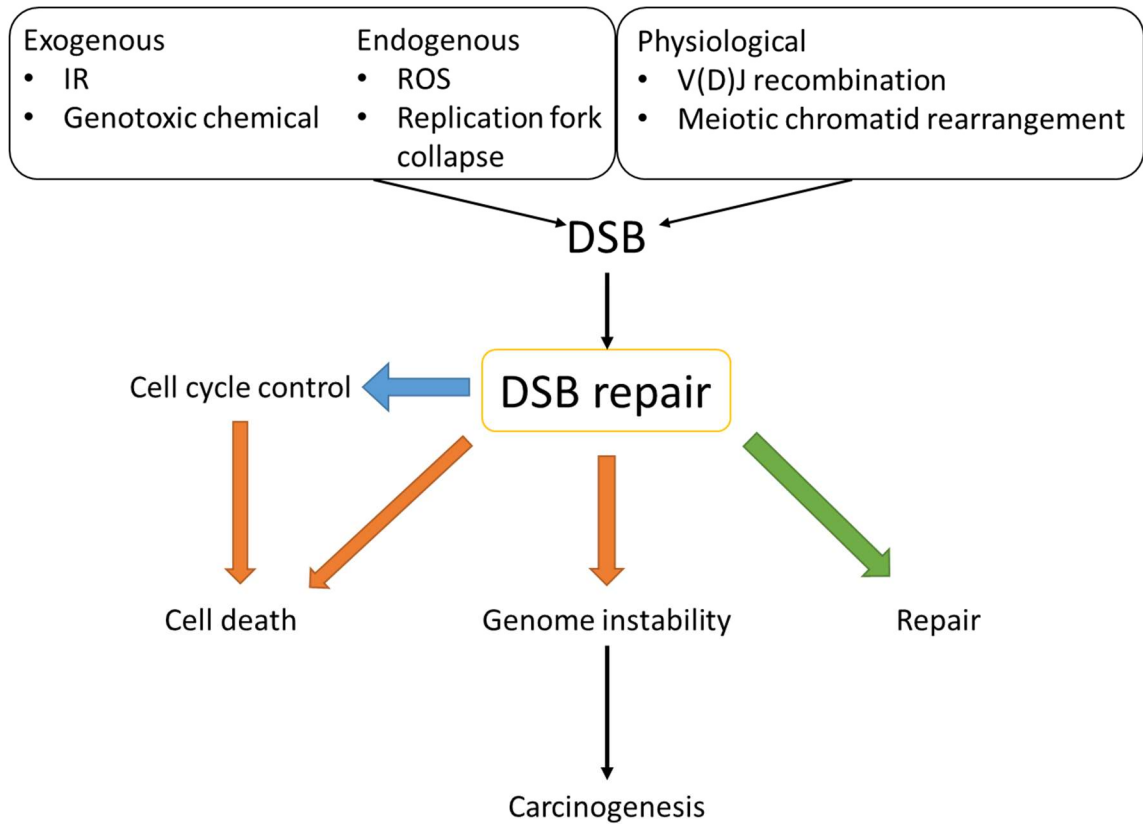 Exogenous
• IR
• Genotoxic chemical
Endogenous
• ROS
• Replication fork
collapse
Physiological
• V(D)J recombination
• Meiotic chromatid rearrangement
DSB
DSB repair
Cell cycle control
Cell death
Genome instability
Repair
Carcinogenesis